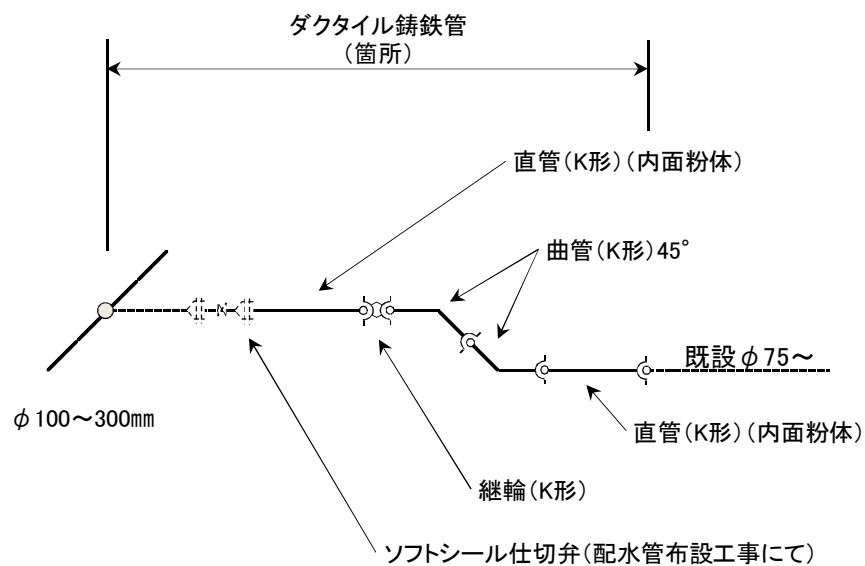 ダクタイル鋳鉄管
(箇所)
直管(K形)(内面粉体)
曲管(K形)45°
既設φ75～
φ100～300㎜
直管(K形)(内面粉体)
継輪(K形)
ソフトシール仕切弁(配水管布設工事にて)